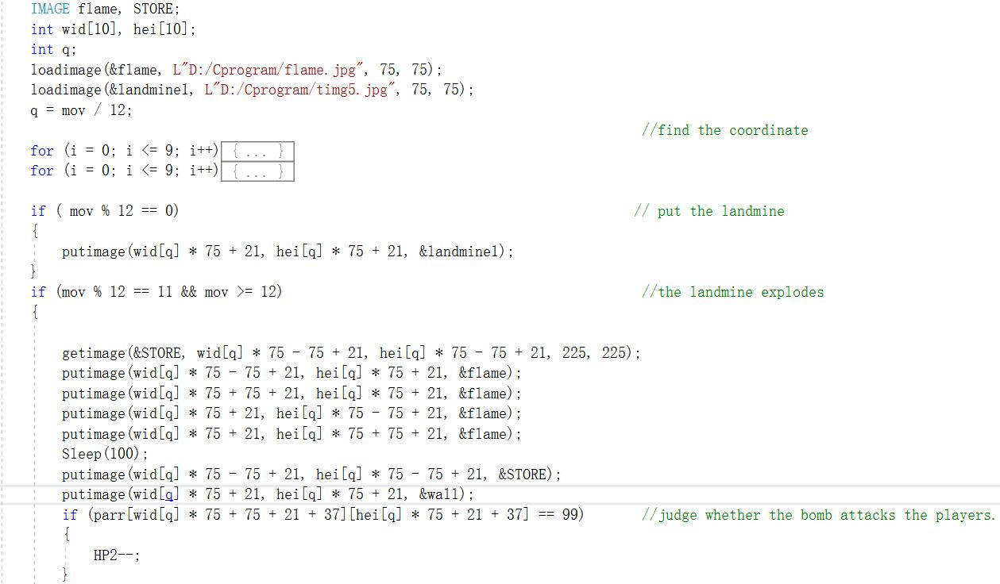 IMAGE flame, STORE;
int wid[10], hei[10];
int q;
loadimage(&flame, L"D:/Cprogram/flame.jpg", 75, 75);
loadimage(&landmine1, L"D:/Cprogram/timg5.jpg", 75, 75);
q = mov / 12;
//find the coordinate
for (i = 0; i <= 9; i++){ ... }
for (i = 0; i <= 9; i++){ ... }
if ( mov % 12 == 0) // put the landmine
{
putimage(wid[q] * 75 + 21, hei[q] * 75 + 21, &landmine1);
}
if (mov % 12 == 11 && mov >= 12) //the landmine explodes
{
getimage(&STORE, wid[q] * 75 - 75 + 21, hei[q] * 75 - 75 + 21, 225, 225);
putimage(wid[q] * 75 - 75 + 21, hei[q] * 75 + 21, &flame);
putimage(wid[q] * 75 + 75 + 21, hei[q] * 75 + 21, &flame);
putimage(wid[q] * 75 + 21, hei[q] * 75 - 75 + 21, &flame);
putimage(wid[q] * 75 + 21, hei[q] * 75 + 75 + 21, &flame);
Sleep(100);
putimage(wid[q] * 75 - 75 + 21, hei[q] * 75 - 75 + 21, &STORE);
putimage(wid[q] * 75 + 21, hei[q] * 75 + 21, &wall);
if (parr[wid[q] * 75 + 75 + 21 + 37][hei[q] * 75 + 21 + 37] == 99) //judge whether the bomb attacks the players.
{
HP2--;
}